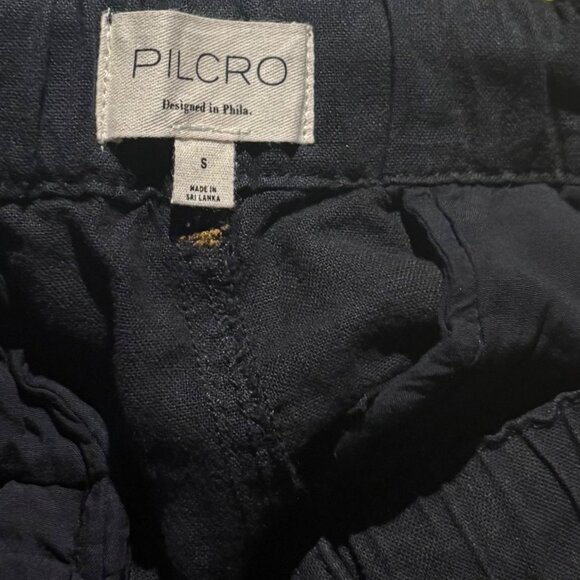 PILCRO
Designed in Phila.
S
MADE IN
SRI LANKA